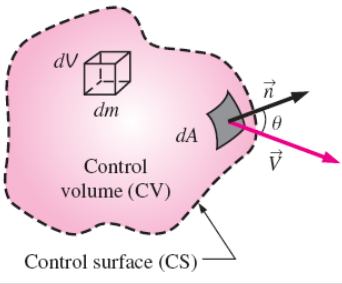 dV
dm
n⃗
θ
dA
V⃗
Control
volume (CV)
Control surface (CS)